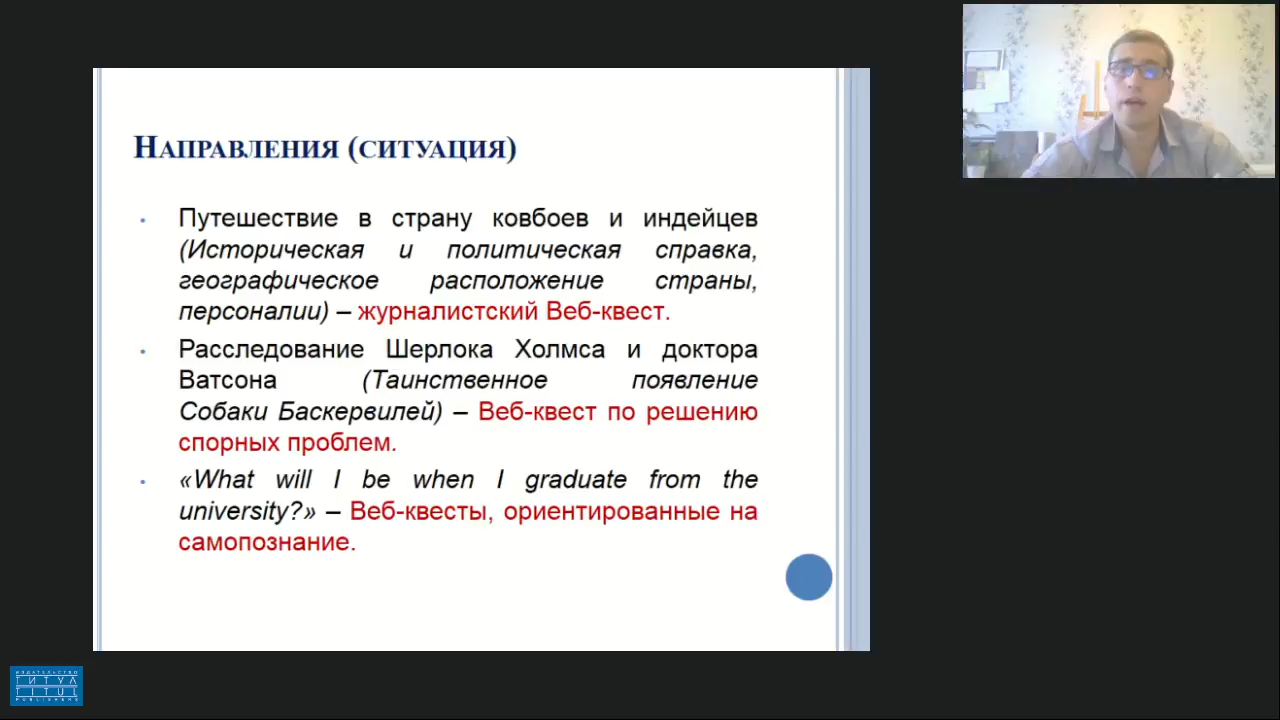 Направления (ситуация)
• Путешествие в страну ковбоев и индейцев
(Историческая и политическая справка,
географическое расположение страны,
персоналии) – журналистский Веб-квест.
• Расследование Шерлока Холмса и доктора
Ватсона (Таинственное появление
Собаки Баскервилей) – Веб-квест по решению
спорных проблем.
• «What will I be when I graduate from the
university?» – Веб-квесты, ориентированные на
самопознание.
ИЗДАТЕЛЬСТВО
ТИТУЛ
TITUL
PUBLISHERS